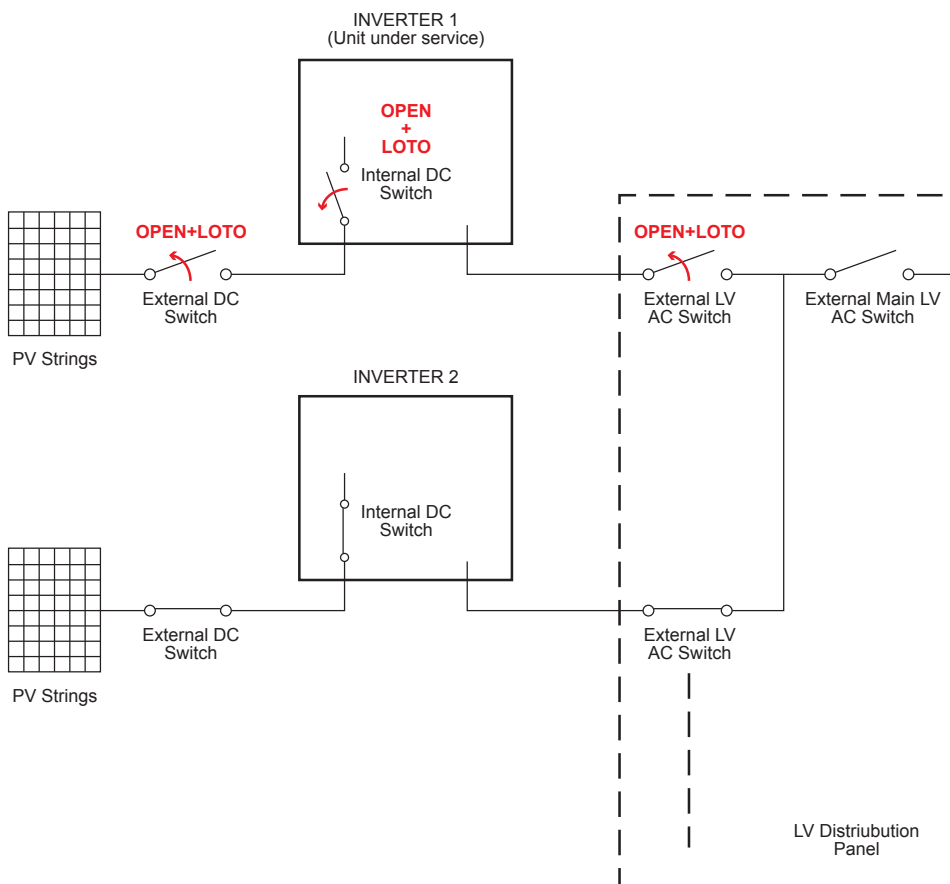 INVERTER 1
(Unit under service)
OPEN
+
LOTO
Internal DC
Switch
OPEN+LOTO
External DC
Switch
PV Strings
OPEN+LOTO
External LV
AC Switch
External Main LV
AC Switch
INVERTER 2
Internal DC
Switch
External DC
Switch
PV Strings
External LV
AC Switch
LV Distriubution
Panel